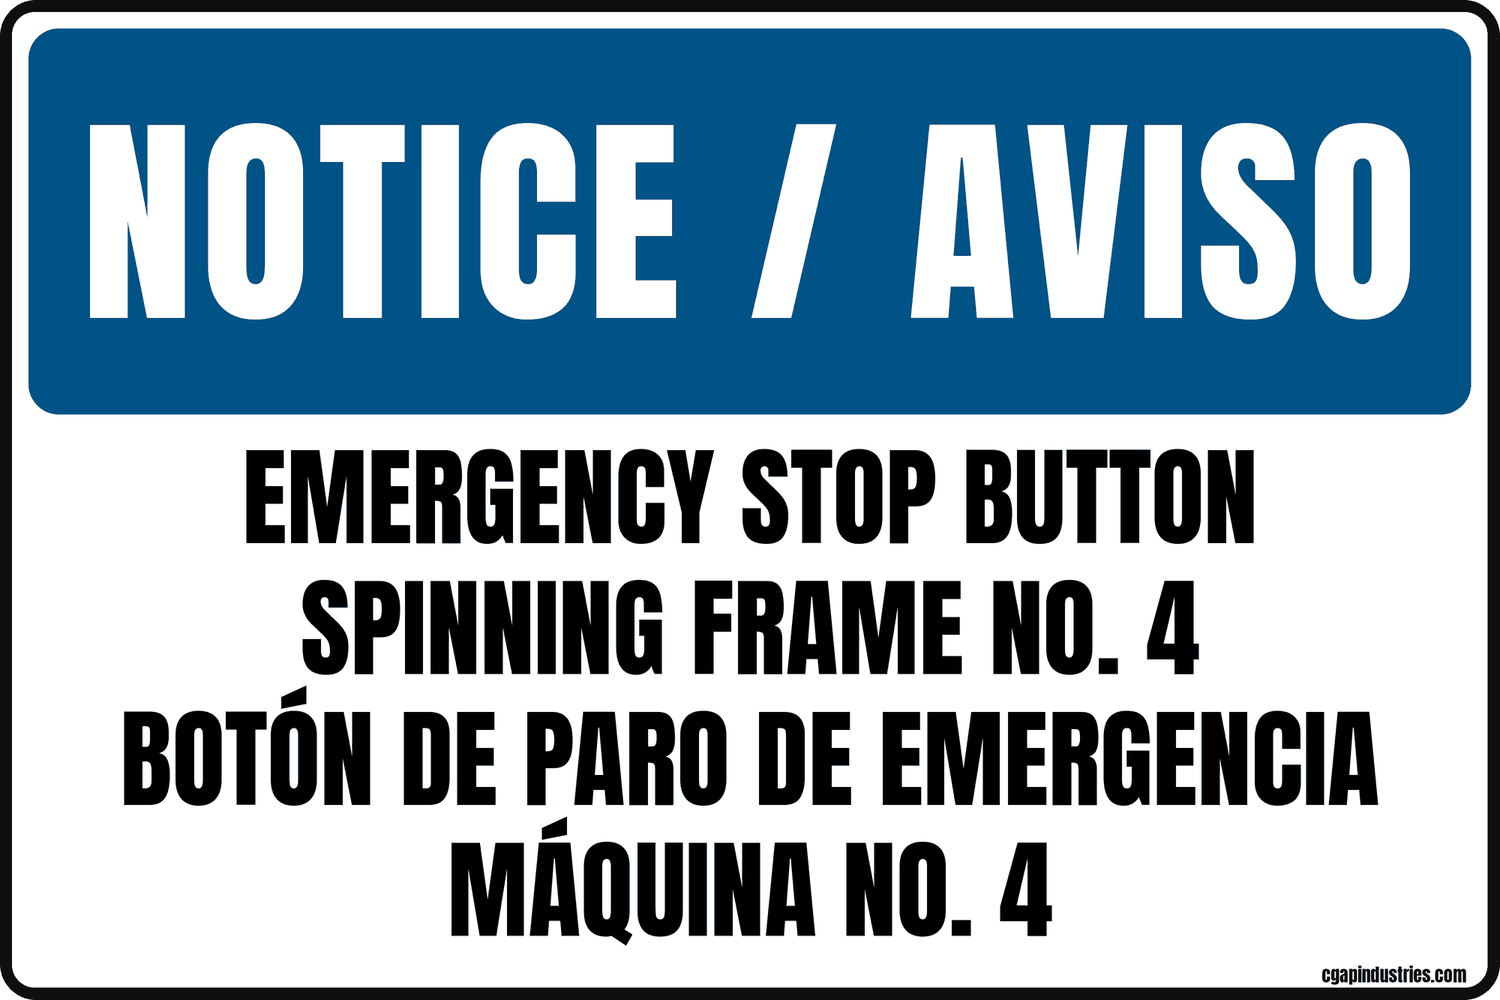 NOTICE / AVISO
EMERGENCY STOP BUTTON
SPINNING FRAME NO. 4
BOTÓN DE PARO DE EMERGENCIA
MÁQUINA NO. 4
cgapindustries.com